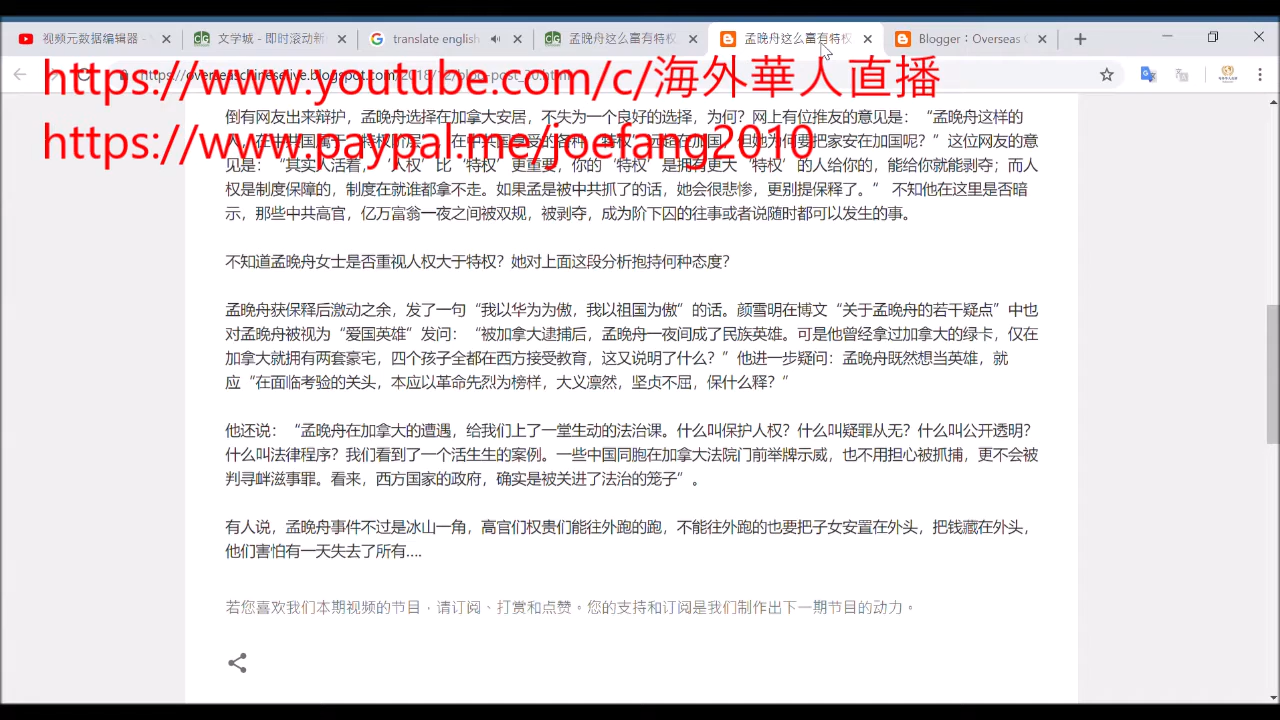 视频元数据编辑器 -
文学城 - 即时滚动新
translate english
孟晚舟这么富有特权
孟晚舟这么富有特权
Blogger：Overseas C
https://www.youtube.com/c/海外華人直播
https://www.paypal.me/joefang2010
倒有网友出来辩护，孟晚舟选择在加拿大安居，不失为一个良好的选择，为何？网上有位推友的意见是：“孟晚舟这样的
人，在中共国属于“特权阶层”，在中共国享受的各种“特权”远超在加国，但她为何要把家安在加国呢？”这位网友的意
见是：“其实人活着，‘人权’比‘特权’更重要，你的‘特权’是拥有更大‘特权’的人给你的，能给你就能剥夺；而人
权是制度保障的，制度在就谁都拿不走。如果孟是被中共抓了的话，她会很悲惨，更别提保释了。” 不知他在这里是否暗
示，那些中共高官，亿万富翁一夜之间被双规，被剥夺，成为阶下囚的往事或者说随时都可以发生的事。
不知道孟晚舟女士是否重视人权大于特权？她对上面这段分析抱持何种态度？
孟晚舟获保释后激动之余，发了一句“我以华为为傲，我以祖国为傲”的话。颜雪明在博文“关于孟晚舟的若干疑点”中也
对孟晚舟被视为“爱国英雄”发问：“被加拿大逮捕后，孟晚舟一夜间成了民族英雄。可是他曾经拿过加拿大的绿卡，仅在
加拿大就拥有两套豪宅，四个孩子全都在西方接受教育，这又说明了什么？”他进一步疑问：孟晚舟既然想当英雄，就
应“在面临考验的关头，本应以革命先烈为榜样，大义凛然，坚贞不屈，保什么释？”
他还说：“孟晚舟在加拿大的遭遇，给我们上了一堂生动的法治课。什么叫保护人权？什么叫疑罪从无？什么叫公开透明？
什么叫法律程序？我们看到了一个活生生的案例。一些中国同胞在加拿大法院门前举牌示威，也不用担心被抓捕，更不会被
判寻衅滋事罪。看来，西方国家的政府，确实是被关进了法治的笼子”。
有人说，孟晚舟事件不过是冰山一角，高官们权贵们能往外跑的跑，不能往外跑的也要把子女安置在外头，把钱藏在外头，
他们害怕有一天失去了所有....
若您喜欢我们本期视频的节目，请订阅、打赏和点赞。您的支持和订阅是我们制作出下一期节目的动力。